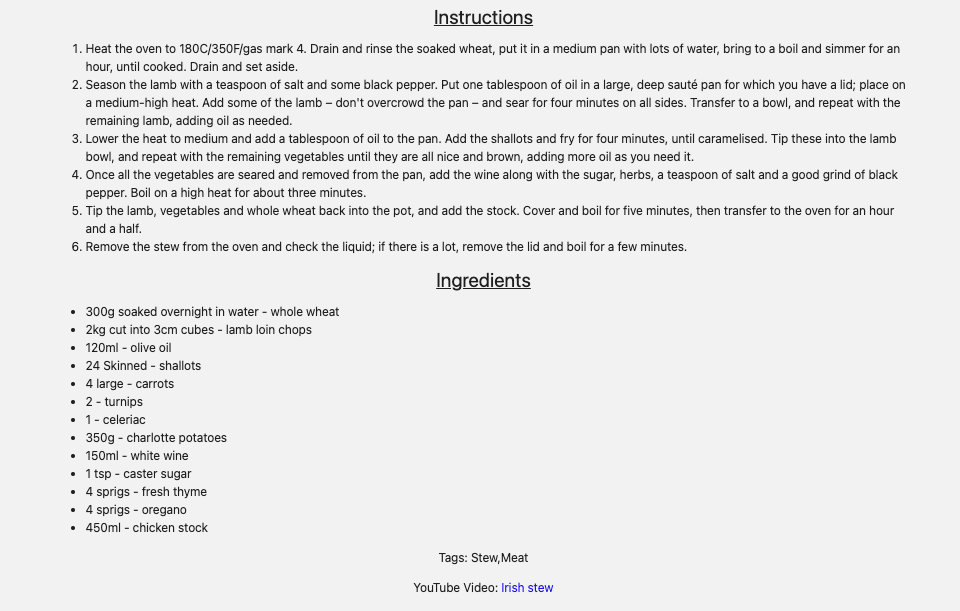 Instructions
1. Heat the oven to 180C/350F/gas mark 4. Drain and rinse the soaked wheat, put it in a medium pan with lots of water, bring to a boil and simmer for an
hour, until cooked. Drain and set aside.
2. Season the lamb with a teaspoon of salt and some black pepper. Put one tablespoon of oil in a large, deep sauté pan for which you have a lid; place on
a medium-high heat. Add some of the lamb – don't overcrowd the pan – and sear for four minutes on all sides. Transfer to a bowl, and repeat with the
remaining lamb, adding oil as needed.
3. Lower the heat to medium and add a tablespoon of oil to the pan. Add the shallots and fry for four minutes, until caramelised. Tip these into the lamb
bowl, and repeat with the remaining vegetables until they are all nice and brown, adding more oil as you need it.
4. Once all the vegetables are seared and removed from the pan, add the wine along with the sugar, herbs, a teaspoon of salt and a good grind of black
pepper. Boil on a high heat for about three minutes.
5. Tip the lamb, vegetables and whole wheat back into the pot, and add the stock. Cover and boil for five minutes, then transfer to the oven for an hour
and a half.
6. Remove the stew from the oven and check the liquid; if there is a lot, remove the lid and boil for a few minutes.
Ingredients
• 300g soaked overnight in water - whole wheat
• 2kg cut into 3cm cubes - lamb loin chops
• 120ml - olive oil
• 24 Skinned - shallots
• 4 large - carrots
• 2 - turnips
• 1 - celeriac
• 350g - charlotte potatoes
• 150ml - white wine
• 1 tsp - caster sugar
• 4 sprigs - fresh thyme
• 4 sprigs - oregano
• 450ml - chicken stock
Tags: Stew,Meat
YouTube Video: Irish stew